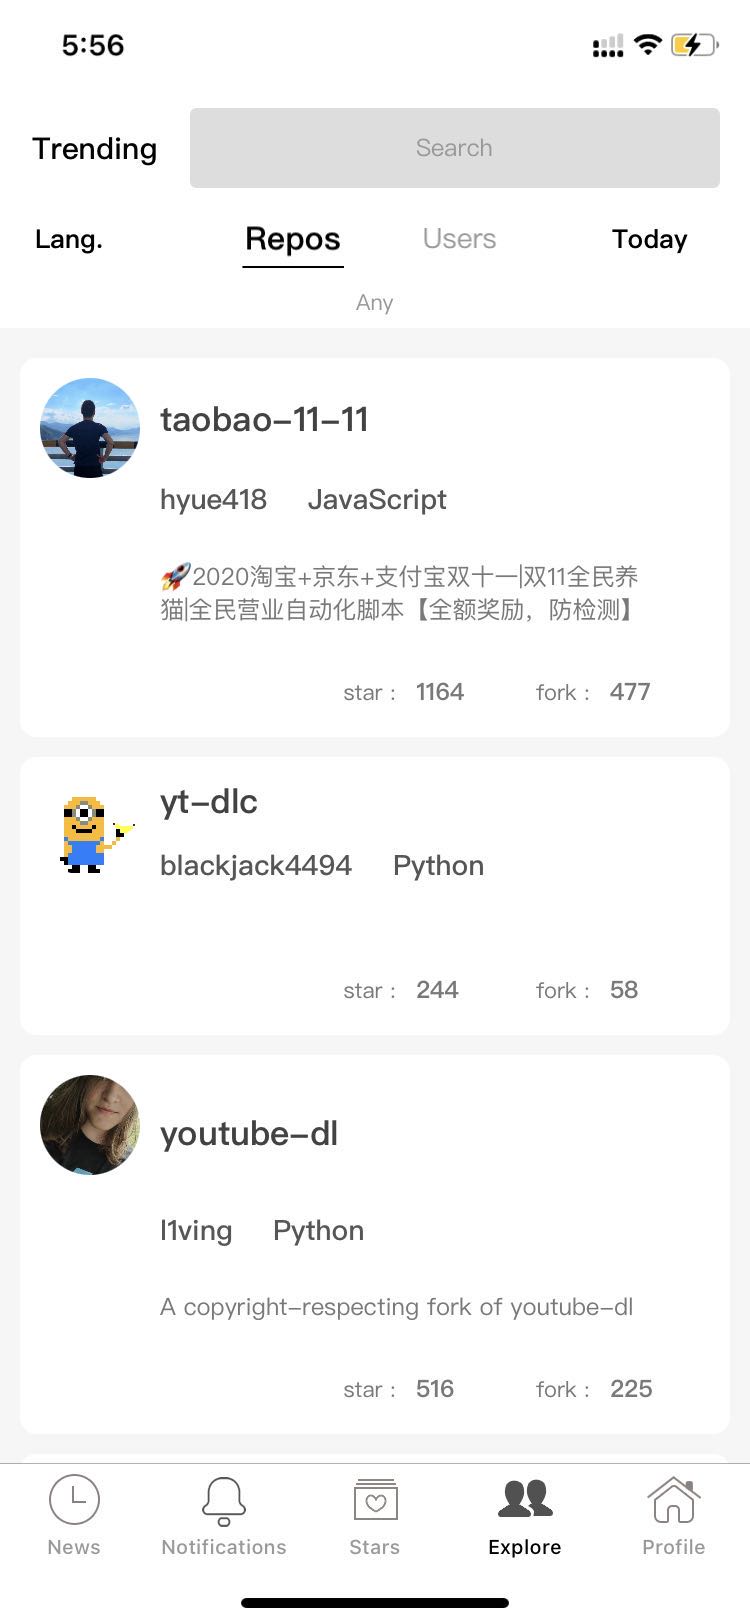 5:56
Trending
Search
Lang.
Repos
Users
Today
Any
taobao-11-11
hyue418 JavaScript
🚀2020淘宝+京东+支付宝双十一|双11全民养
猫|全民营业自动化脚本【全额奖励，防检测】
star : 1164 fork : 477
yt-dlc
blackjack4494 Python
star : 244 fork : 58
youtube-dl
l1ving Python
A copyright-respecting fork of youtube-dl
star : 516 fork : 225
News
Notifications
Stars
Explore
Profile